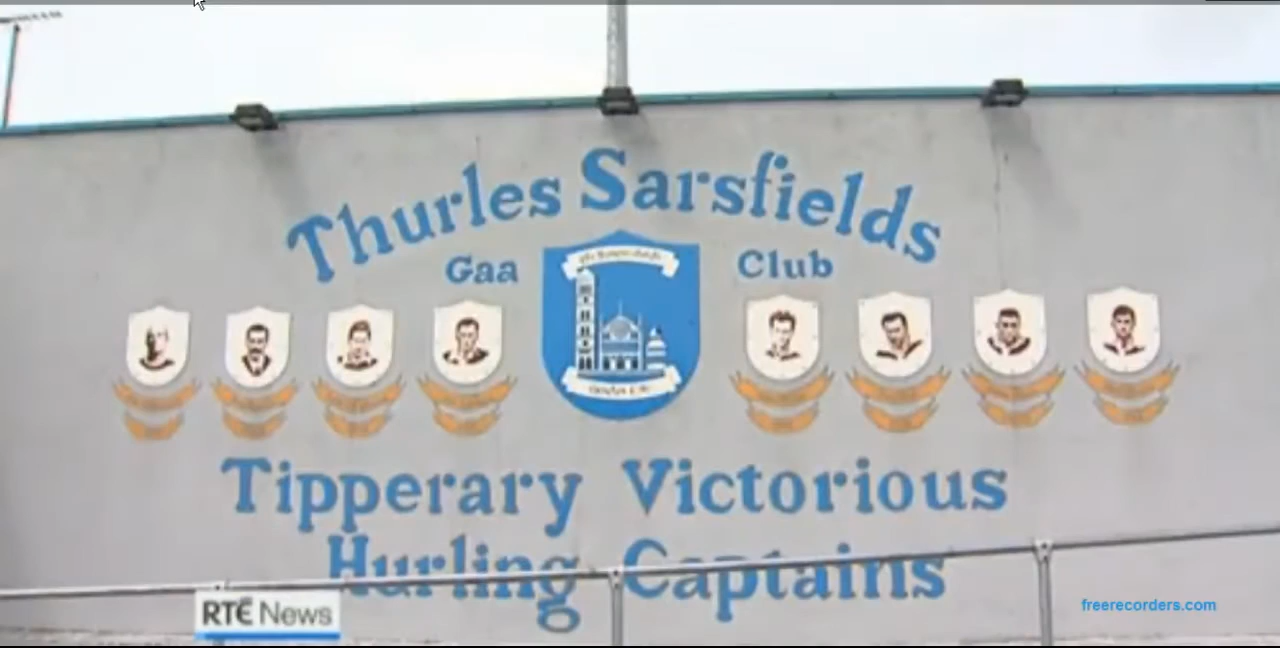 Thurles Sarsfields
Gaa Club
Tipperary Victorious
Hurling Captains
RTÉ News
freerecorders.com